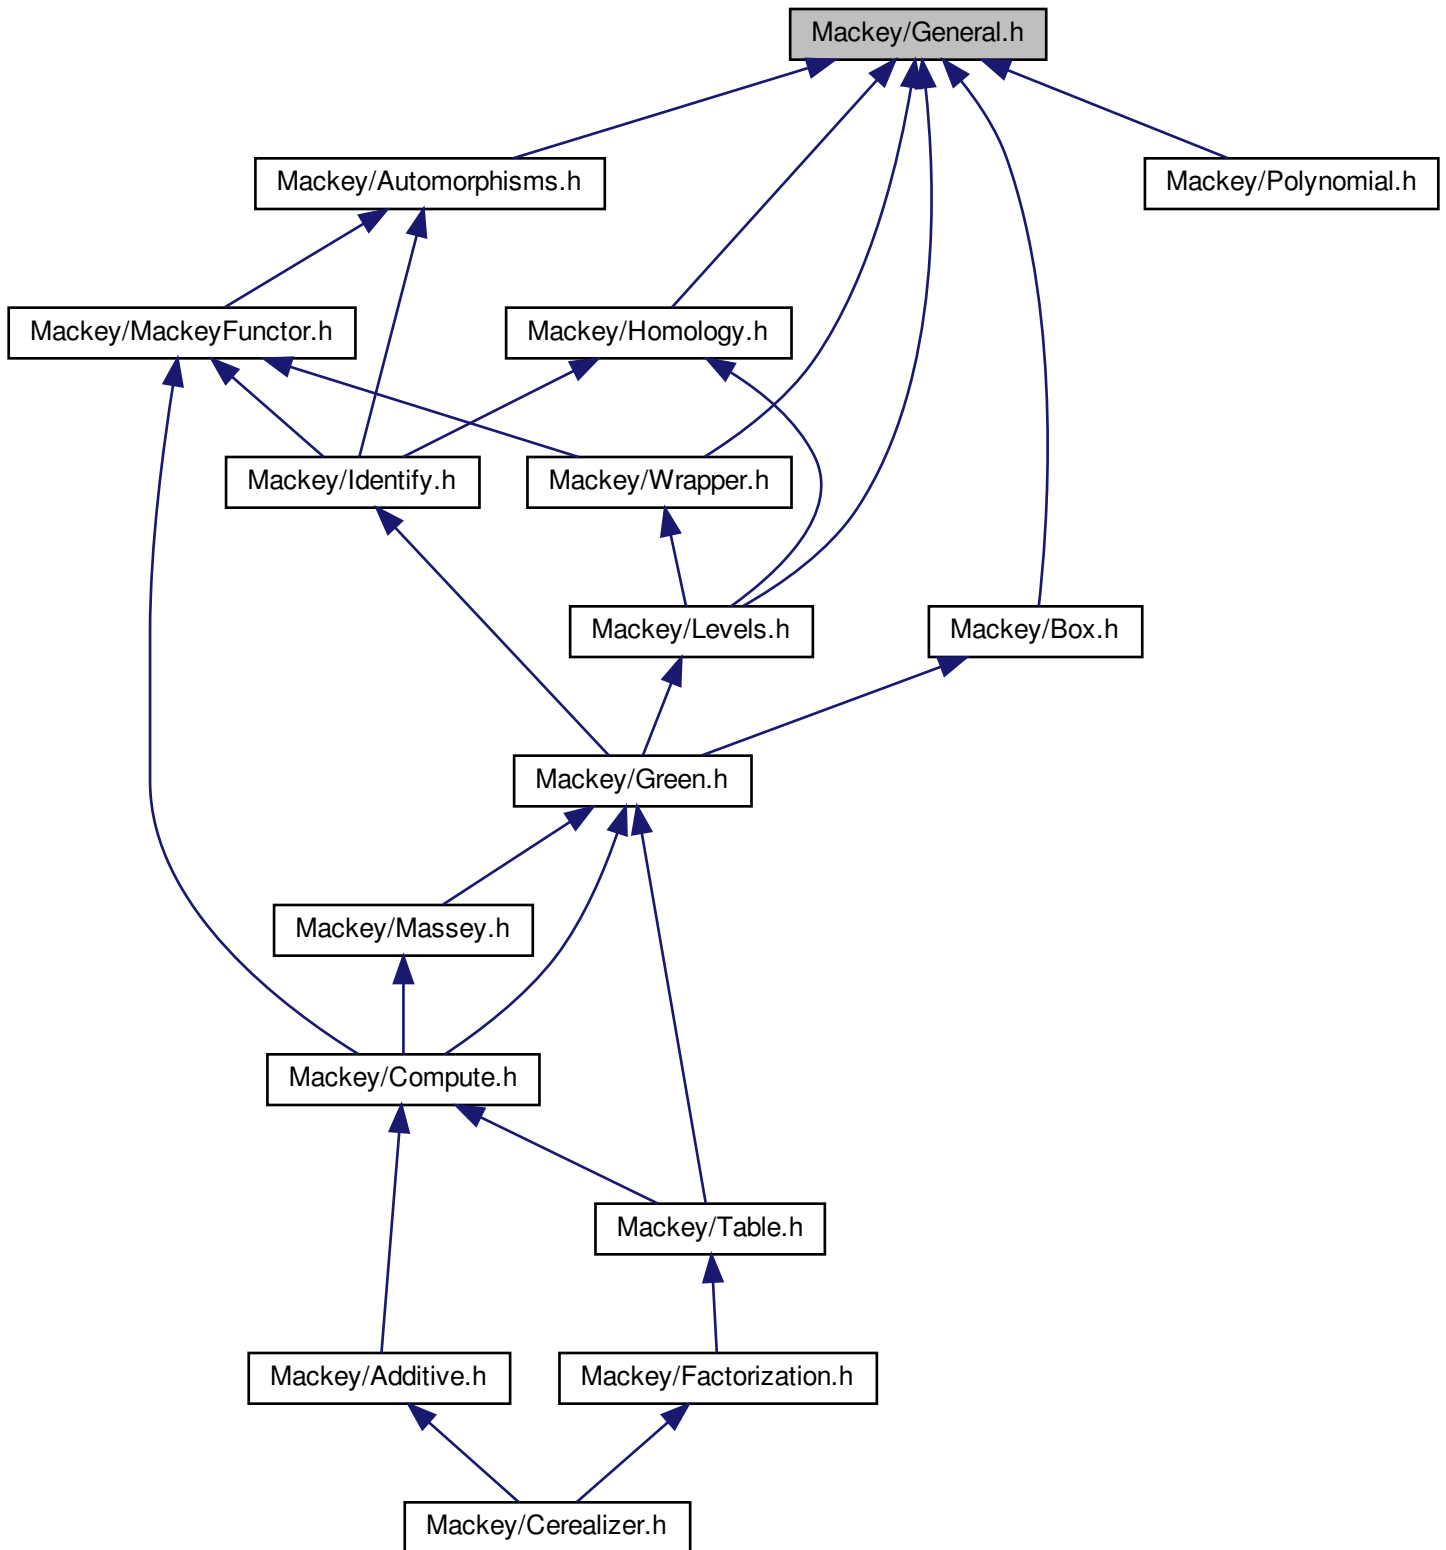 Mackey/General.h
Mackey/Automorphisms.h
Mackey/Polynomial.h
Mackey/MackeyFunctor.h
Mackey/Homology.h
Mackey/Identify.h
Mackey/Wrapper.h
Mackey/Levels.h
Mackey/Box.h
Mackey/Green.h
Mackey/Massey.h
Mackey/Compute.h
Mackey/Table.h
Mackey/Additive.h
Mackey/Factorization.h
Mackey/Cerealizer.h